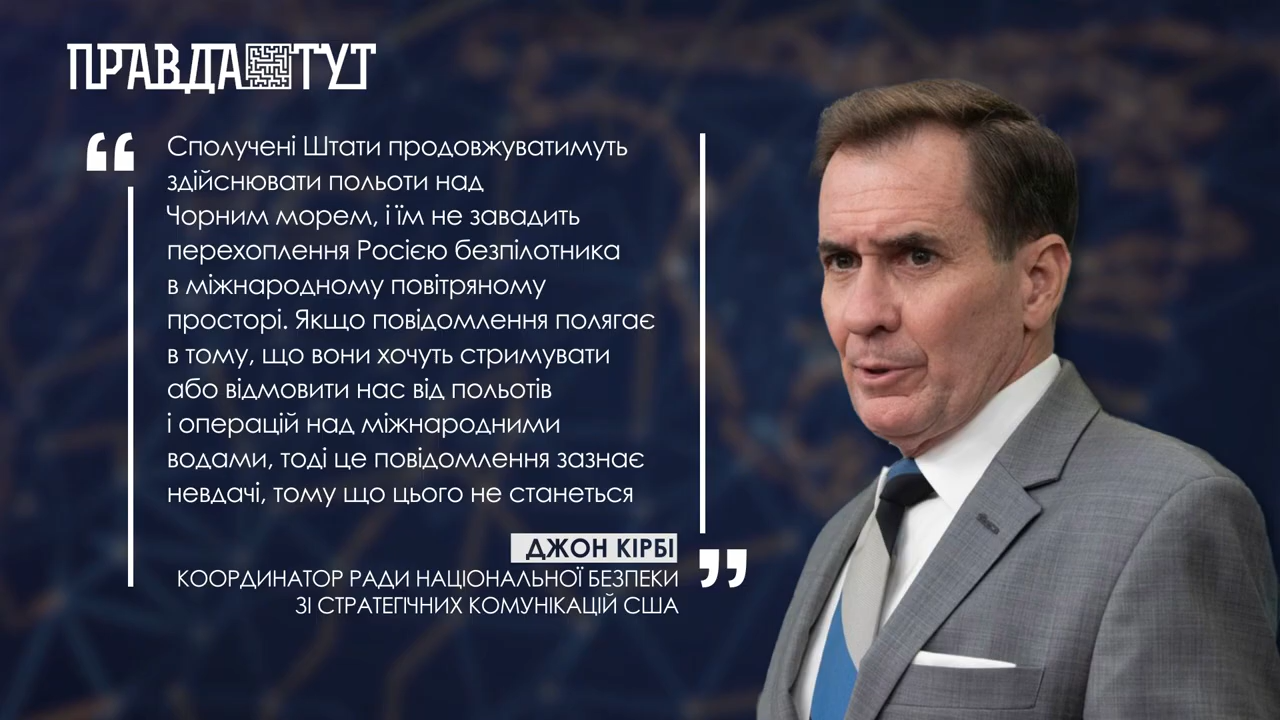 ПРАВДА ТУТ
“
Сполучені Штати продовжуватимуть
здійснювати польоти над
Чорним морем, і їм не завадить
перехоплення Росією безпілотника
в міжнародному повітряному
просторі. Якщо повідомлення полягає
в тому, що вони хочуть стримувати
або відмовити нас від польотів
і операцій над міжнародними
водами, тоді це повідомлення зазнає
невдачі, тому що цього не станеться
ДЖОН КІРБІ
КООРДИНАТОР РАДИ НАЦІОНАЛЬНОЇ БЕЗПЕКИ
ЗІ СТРАТЕГІЧНИХ КОМУНІКАЦІЙ США
”